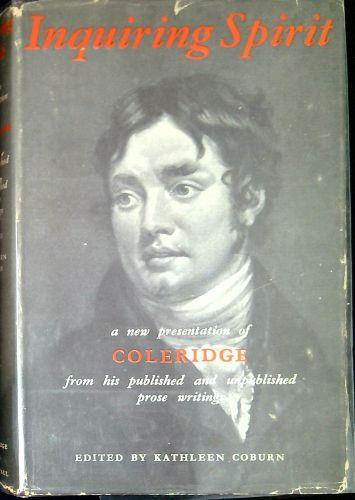 Inquiring Spirit
a new presentation of
COLERIDGE
from his published and unpublished
prose writings
EDITED BY KATHLEEN COBURN